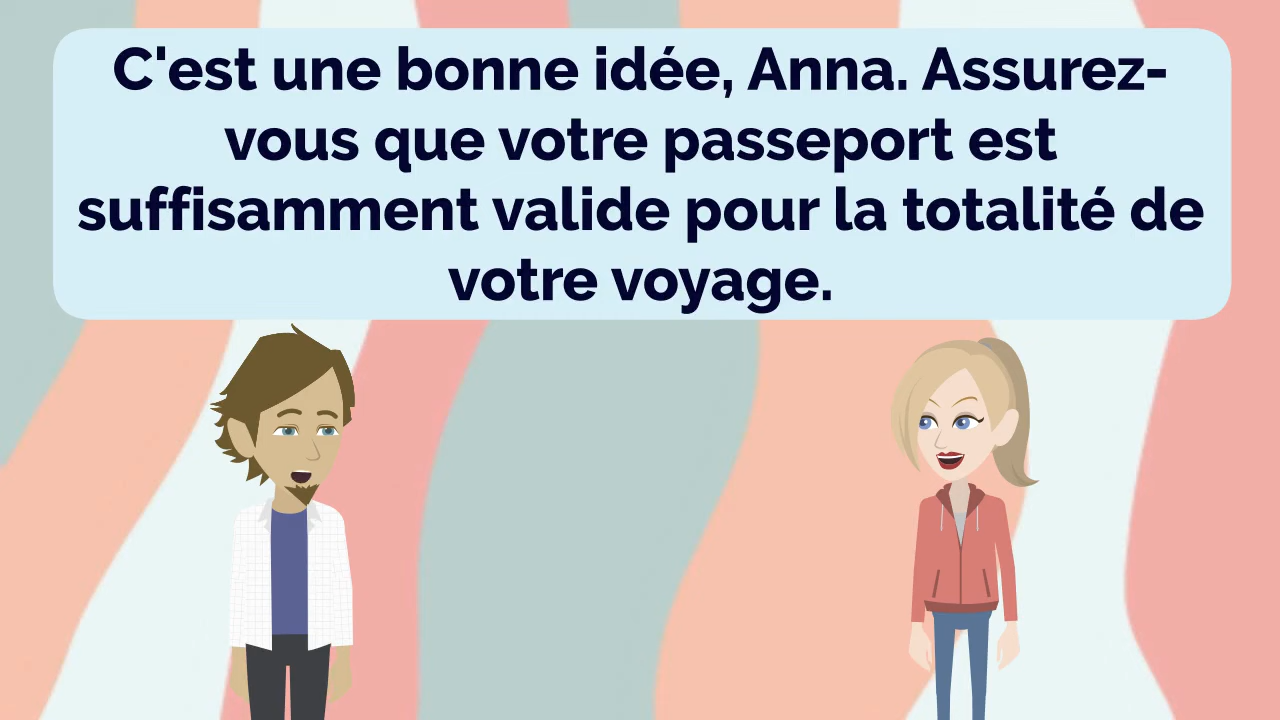 C'est une bonne idée, Anna. Assurez-
vous que votre passeport est
suffisamment valide pour la totalité de
votre voyage.